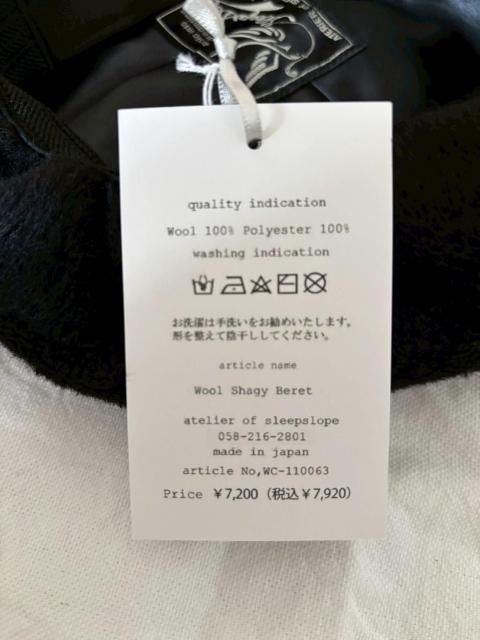 quality indication
Wool 100% Polyester 100%
washing indication
お洗濯は手洗いをお勧めいたします。
形を整えて陰干ししてください。
article name
Wool Shagy Beret
atelier of sleepslope
058-216-2801
made in japan
article No,WC-110063
Price ￥7,200（税込￥7,920）